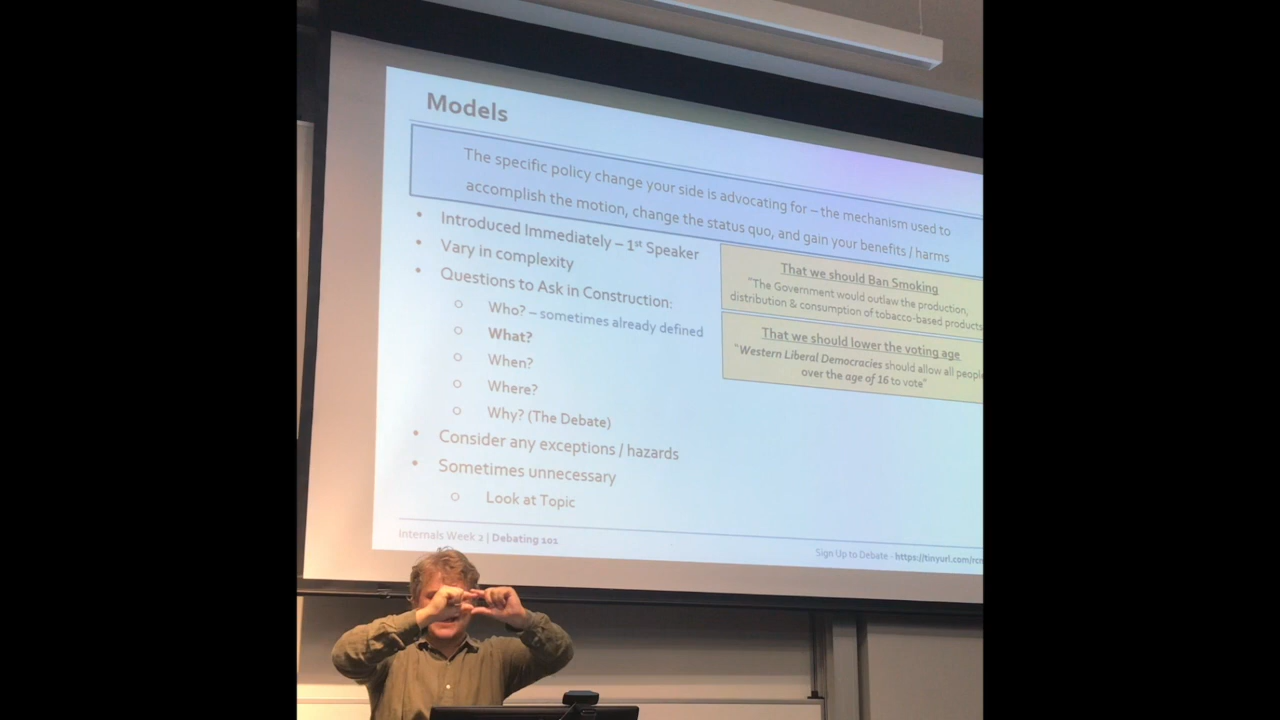 Models
The specific policy change your side is advocating for – the mechanism used to
accomplish the motion, change the status quo, and gain your benefits / harms
• Introduced Immediately – 1st Speaker
• Vary in complexity
• Questions to Ask in Construction:
o Who? – sometimes already defined
o What?
o When?
o Where?
o Why? (The Debate)
• Consider any exceptions / hazards
• Sometimes unnecessary
o Look at Topic
That we should Ban Smoking
"The Government would outlaw the production,
distribution & consumption of tobacco-based products
That we should lower the voting age
"Western Liberal Democracies should allow all people
over the age of 16 to vote"
Internals Week 2 | Debating 101
Sign Up to Debate - https://tinyurl.com/rcn